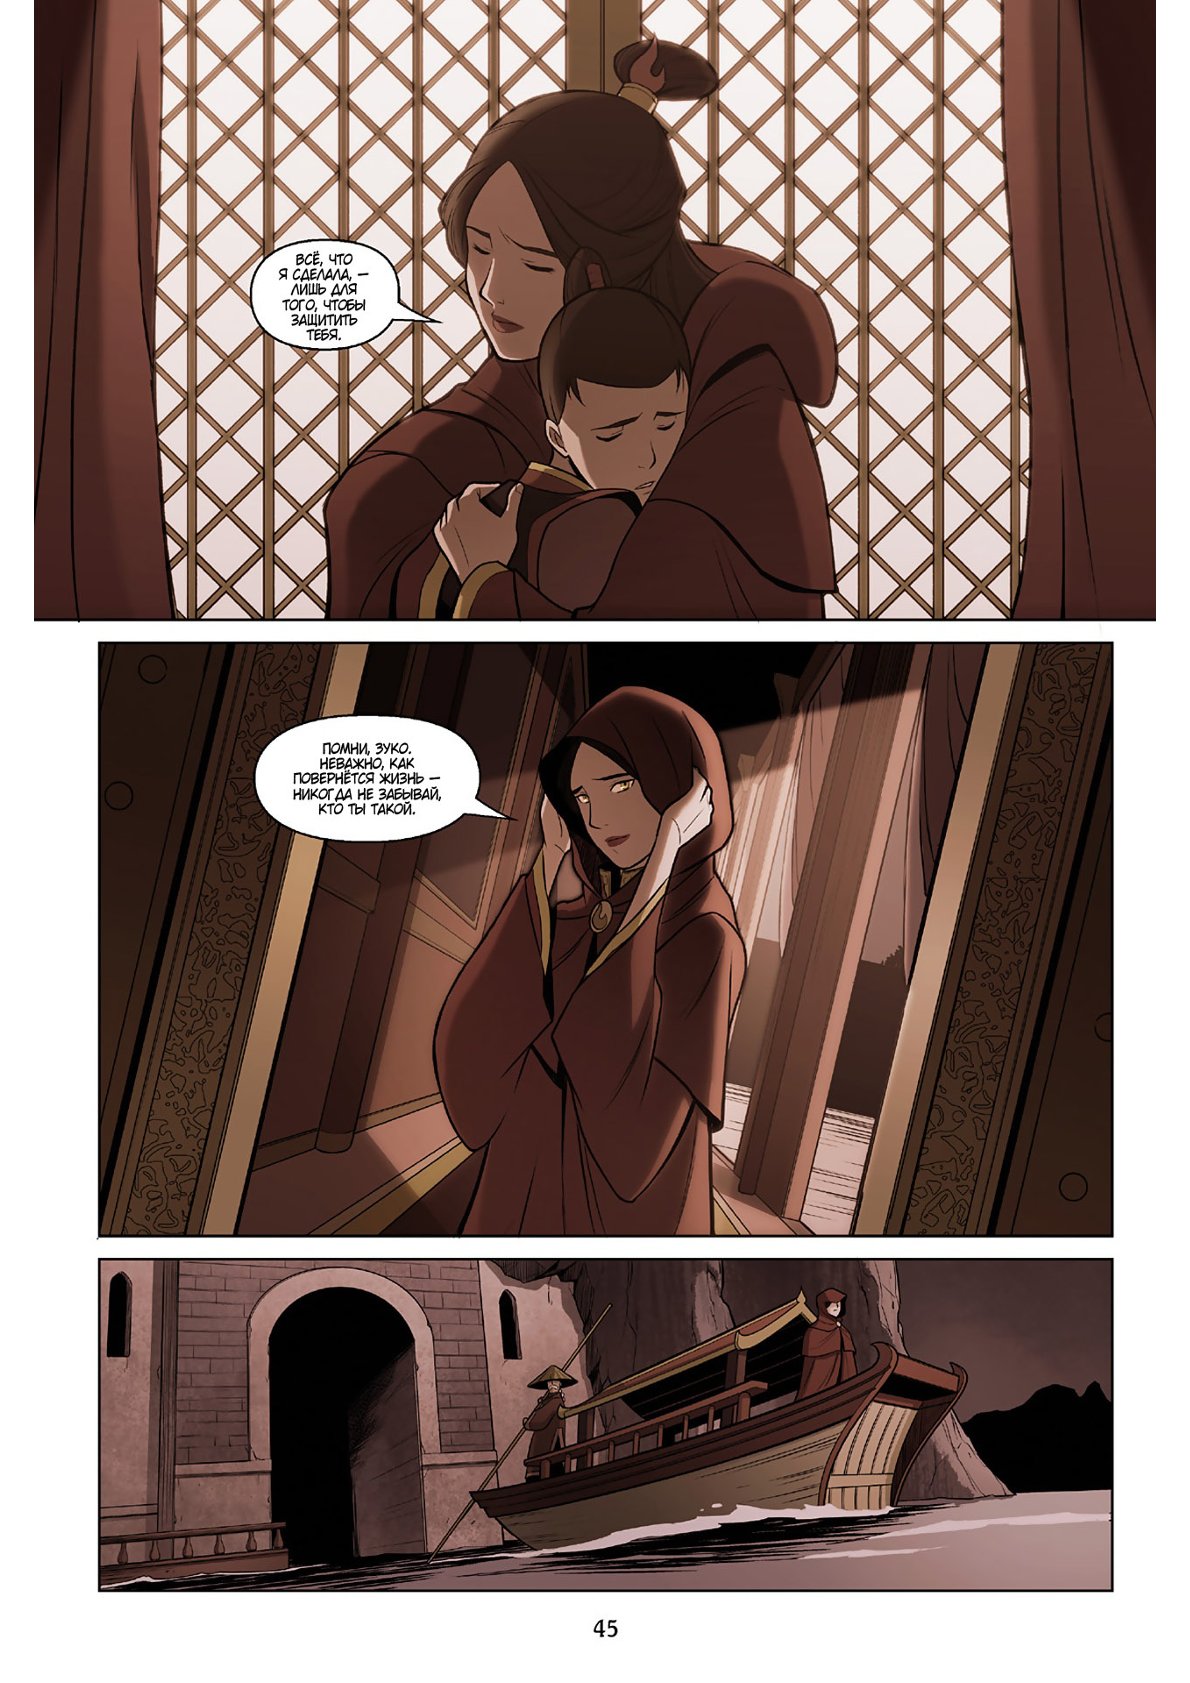 ВСЁ, ЧТО
Я СДЕЛАЛА, —
ЛИШЬ ДЛЯ
ТОГО, ЧТОБЫ
ЗАЩИТИТЬ
ТЕБЯ.
ПОМНИ, ЗУКО.
НЕВАЖНО, КАК
ПОВЕРНЁТСЯ ЖИЗНЬ —
НИКОГДА НЕ ЗАБЫВАЙ,
КТО ТЫ ТАКОЙ.
45